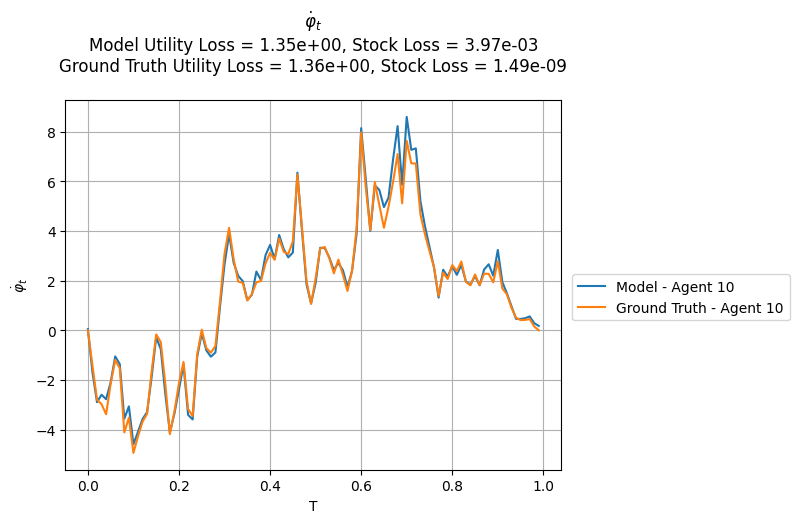 φ̇ₜ
Model Utility Loss = 1.35e+00, Stock Loss = 3.97e-03
Ground Truth Utility Loss = 1.36e+00, Stock Loss = 1.49e-09
φ̇ₜ
8
6
4
2
0
−2
−4
0.0 0.2 0.4 0.6 0.8 1.0
T
Model - Agent 10
Ground Truth - Agent 10